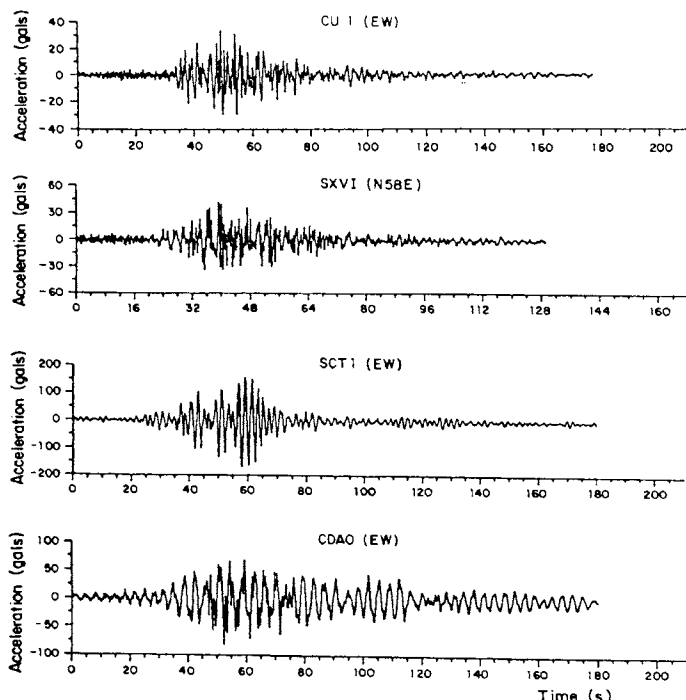 CU 1 (EW)
Acceleration (gals)
40
20
0
-20
-40
0 20 40 60 80 100 120 140 160 180 200
SXVI (N58E)
Acceleration (gals)
60
30
0
-30
-60
0 16 32 48 64 80 96 112 128 144 160
SCT1 (EW)
Acceleration (gals)
200
100
0
-100
-200
0 20 40 60 80 100 120 140 160 180 200
CDAO (EW)
Acceleration (gals)
100
50
0
-50
-100
0 20 40 60 80 100 120 140 160 180 200
Time (s)